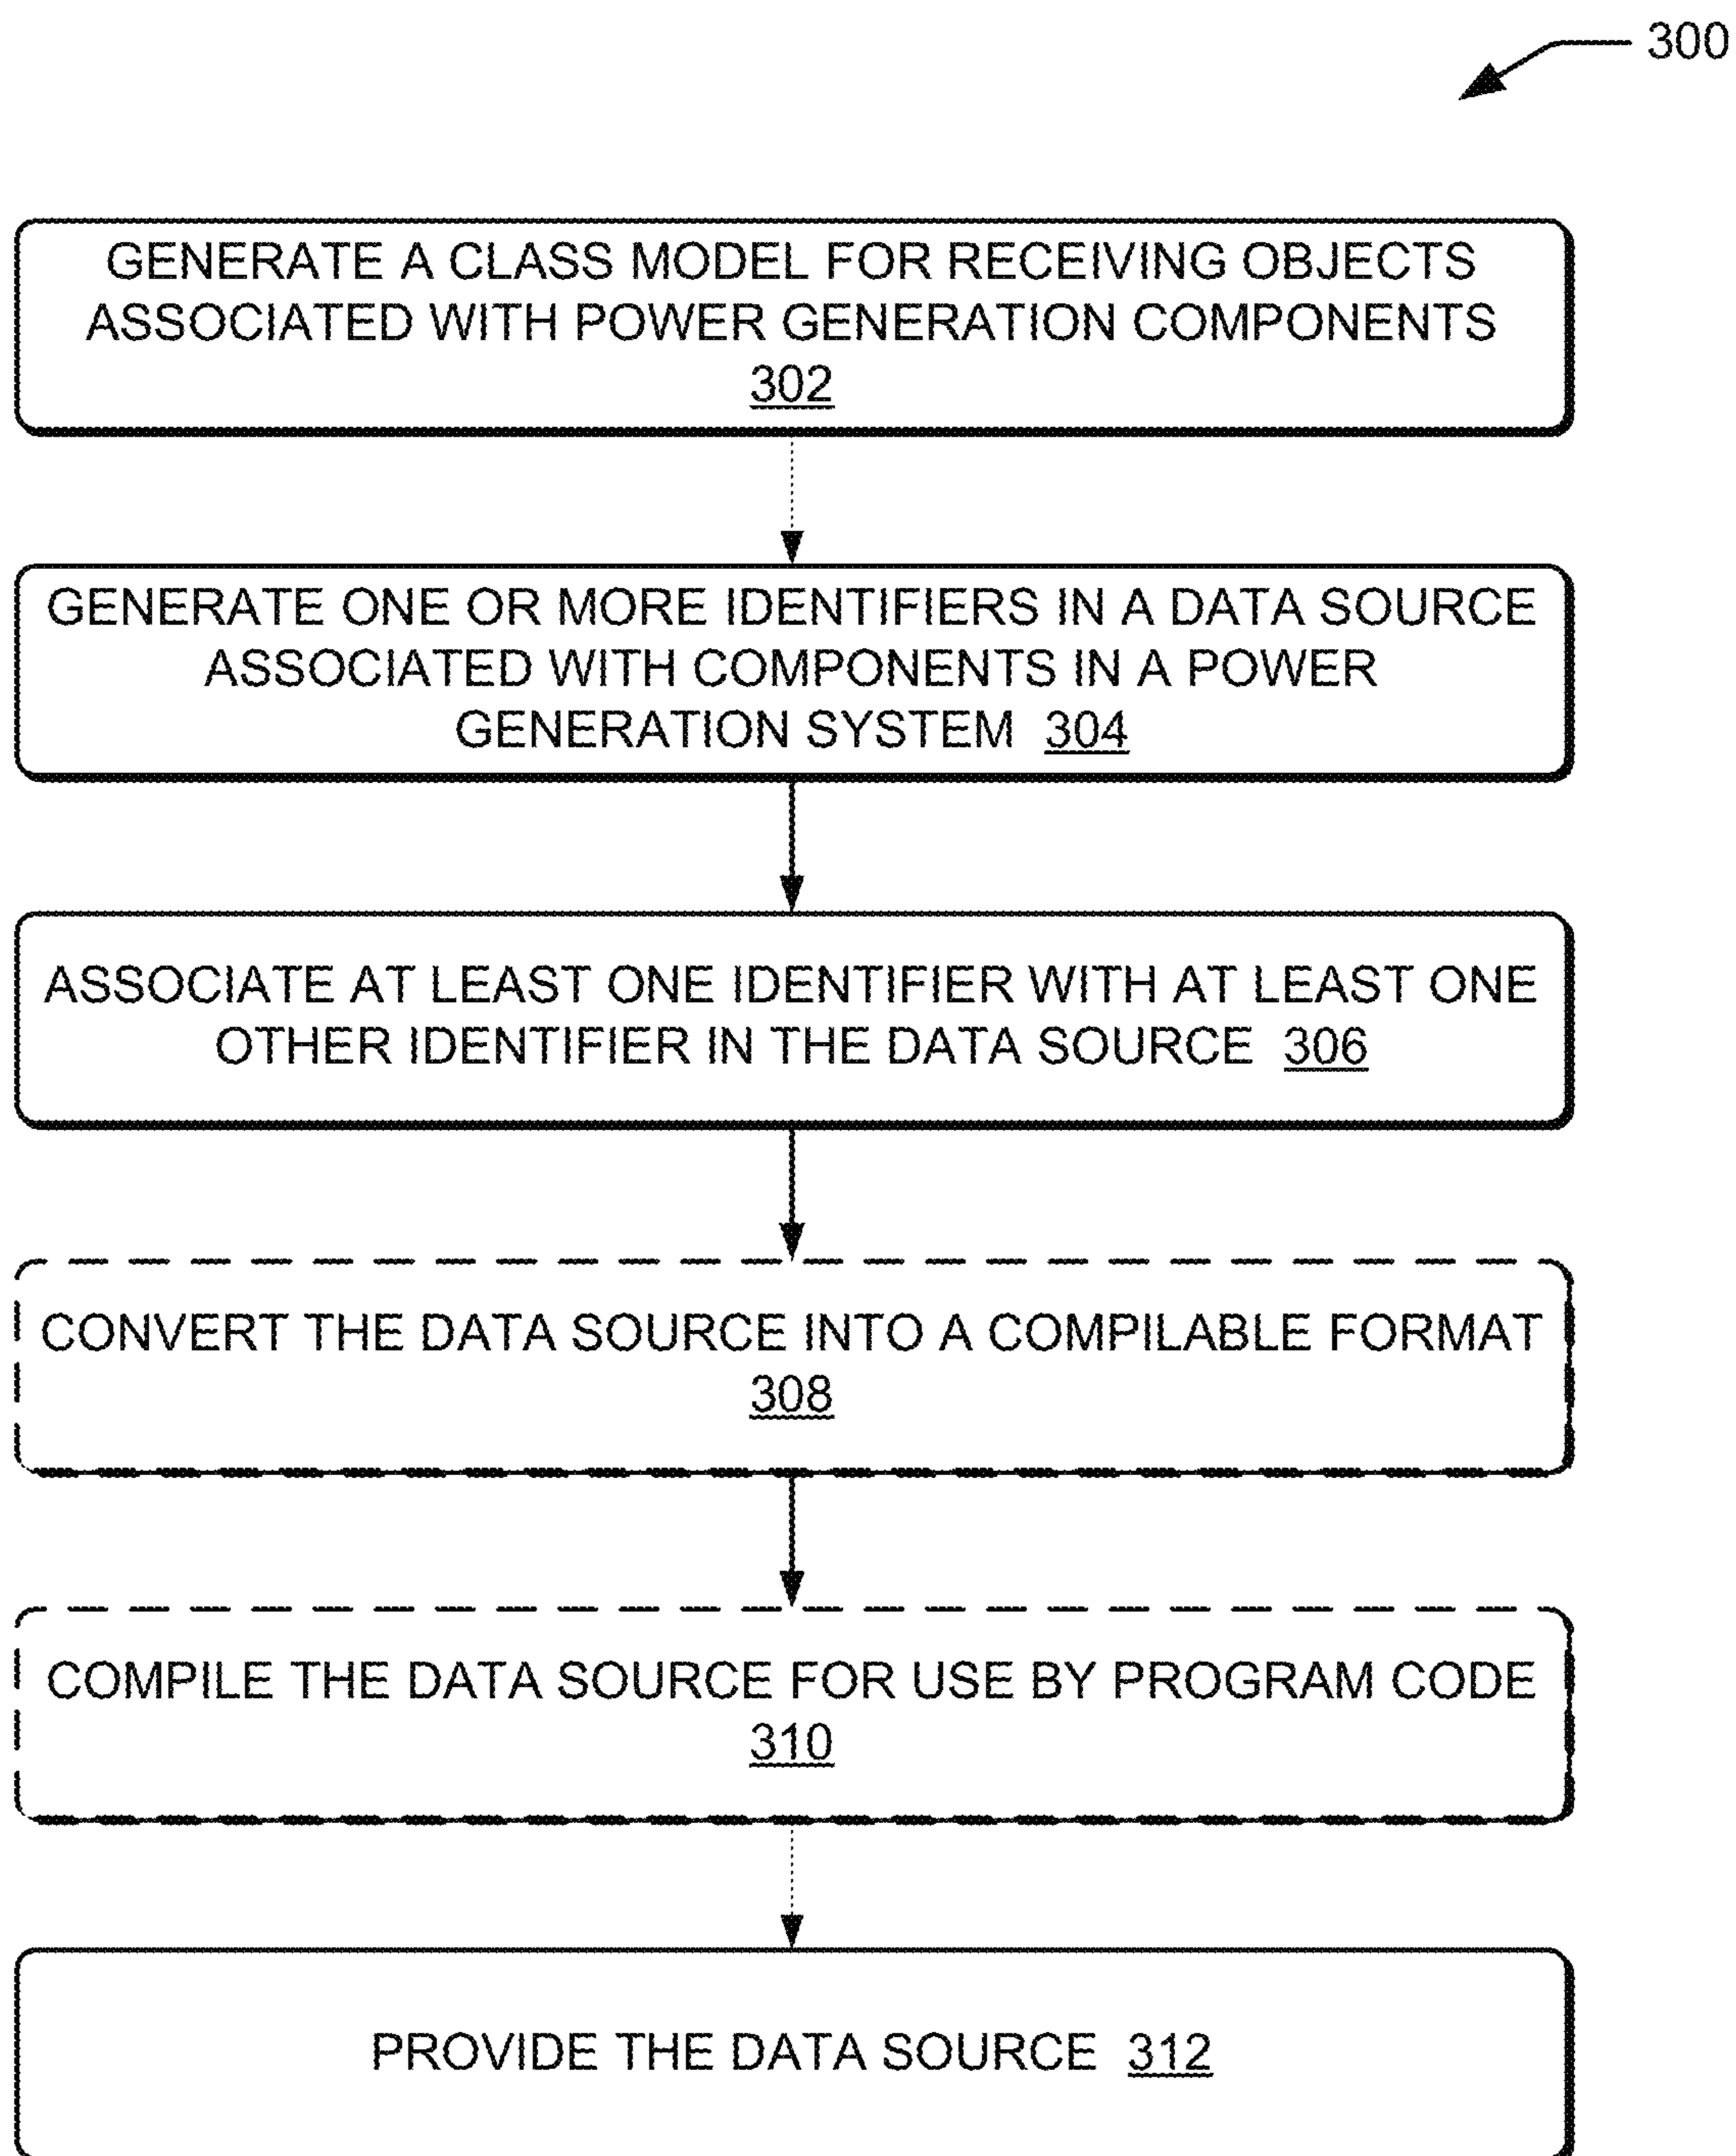 300
GENERATE A CLASS MODEL FOR RECEIVING OBJECTS
ASSOCIATED WITH POWER GENERATION COMPONENTS
302
GENERATE ONE OR MORE IDENTIFIERS IN A DATA SOURCE
ASSOCIATED WITH COMPONENTS IN A POWER
GENERATION SYSTEM 304
ASSOCIATE AT LEAST ONE IDENTIFIER WITH AT LEAST ONE
OTHER IDENTIFIER IN THE DATA SOURCE 306
CONVERT THE DATA SOURCE INTO A COMPILABLE FORMAT
308
COMPILE THE DATA SOURCE FOR USE BY PROGRAM CODE
310
PROVIDE THE DATA SOURCE 312